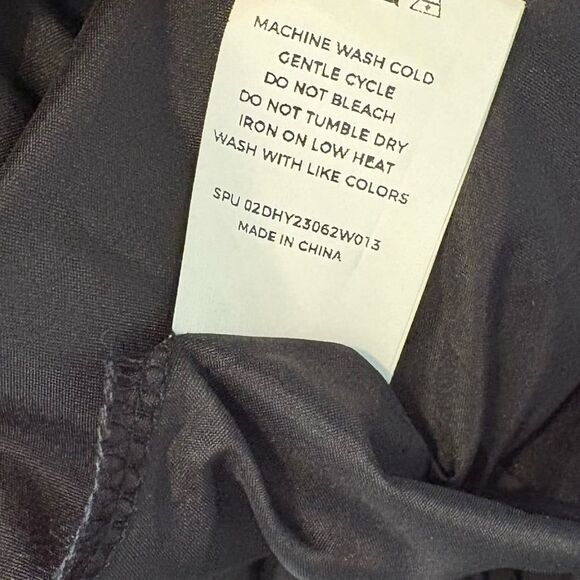 MACHINE WASH COLD
GENTLE CYCLE
DO NOT BLEACH
DO NOT TUMBLE DRY
IRON ON LOW HEAT
WASH WITH LIKE COLORS
SPU 02DHY23062W013
MADE IN CHINA